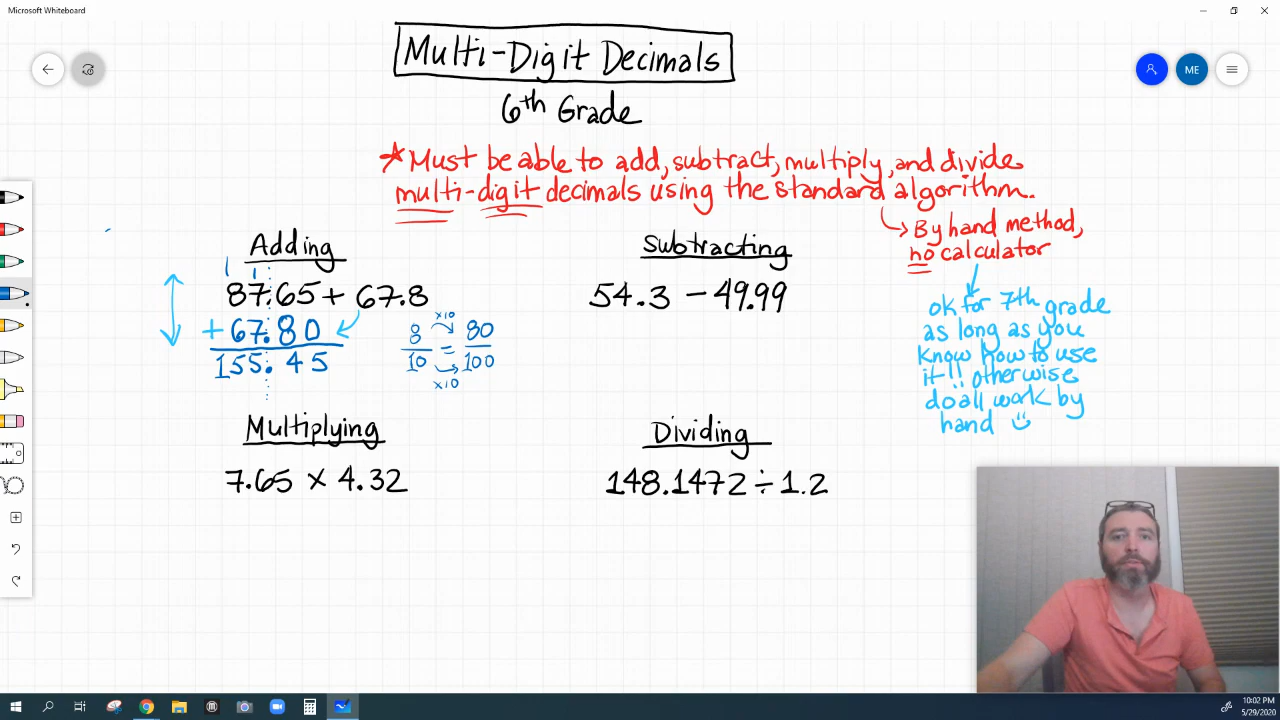 Microsoft Whiteboard
Multi-Digit Decimals
6th Grade
ME
*Must be able to add, subtract, multiply, and divide
multi-digit decimals using the standard algorithm.
By hand method,
no calculator
ok for 7th grade
as long as you
know how to use
it!! otherwise
do all work by
hand
Adding
1 1
87.65 + 67.8
+ 67.80
155.45
x10
8/10 = 80/100
x10
Subtracting
54.3 - 49.99
Multiplying
7.65 x 4.32
Dividing
148.1472 ÷ 1.2
10:02 PM
5/29/2020